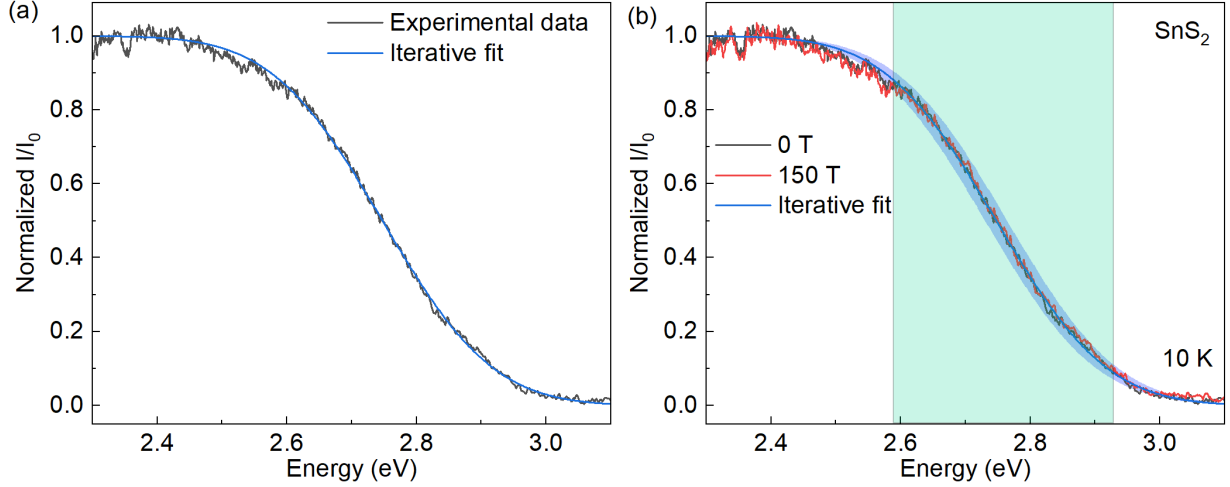 (a)
Experimental data
Iterative fit
1.0
0.8
0.6
0.4
0.2
0.0
Normalized I/I₀
2.4 2.6 2.8 3.0
Energy (eV)
(b)
SnS₂
0 T
150 T
Iterative fit
10 K
1.0
0.8
0.6
0.4
0.2
0.0
Normalized I/I₀
2.4 2.6 2.8 3.0
Energy (eV)